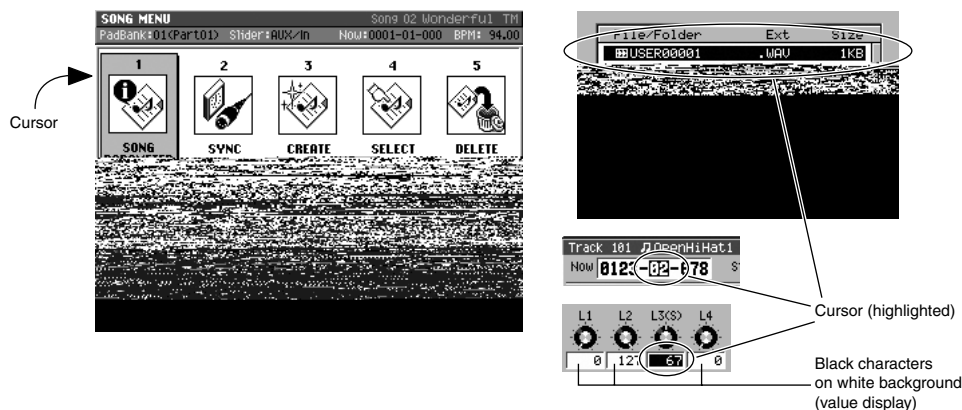 SONG MENU Song 02 Wonderful TM
PadBank:01(Part01) Slider:AUX/In Now:0001-01-000 BPM: 94.00
1 2 3 4 5
SONG SYNC CREATE SELECT DELETE
Cursor
File/Folder Ext Size
USER00001 .WAV 1KB
Track 101 OpenHiHat1
Now 0123-02-078
L1 L2 L3(S) L4
0 127 67 0
Cursor (highlighted)
Black characters
on white background
(value display)